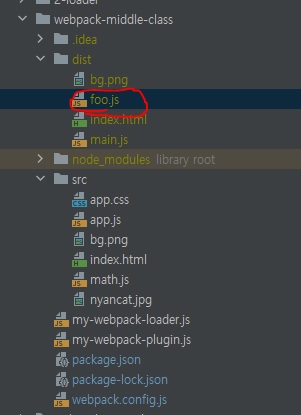 2-loader
webpack-middle-class
.idea
dist
bg.png
foo.js
index.html
main.js
node_modules library root
src
app.css
app.js
bg.png
index.html
math.js
nyancat.jpg
my-webpack-loader.js
my-webpack-plugin.js
package.json
package-lock.json
webpack.config.js